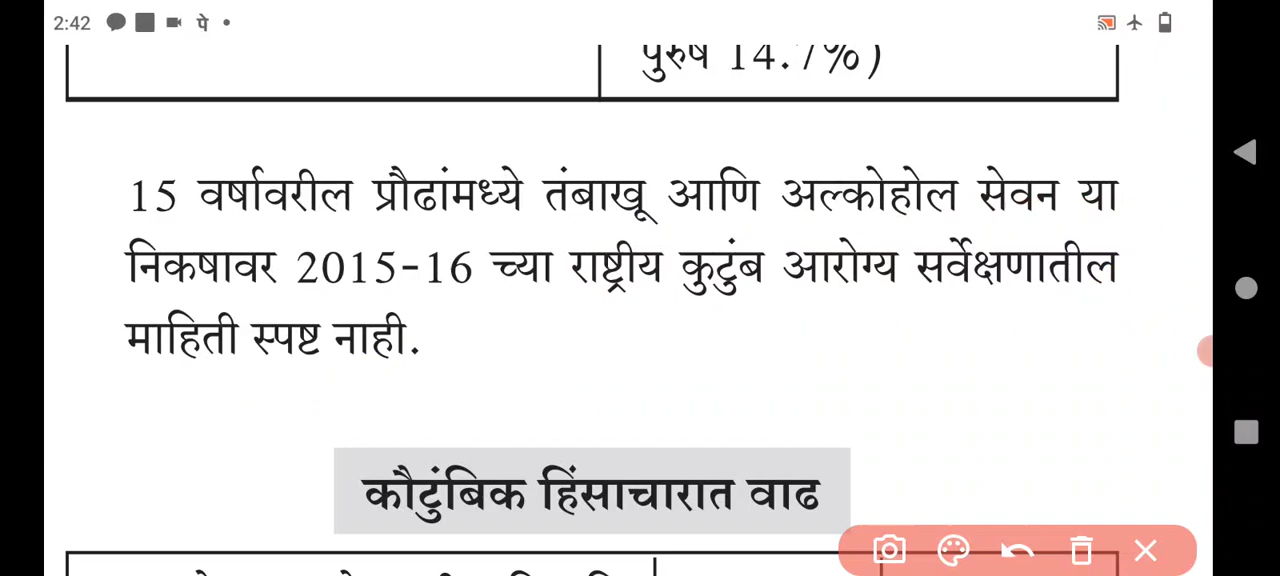 2:42 पे
पुरुष 14.7%)
15 वर्षावरील प्रौढांमध्ये तंबाखू आणि अल्कोहोल सेवन या
निकषावर 2015-16 च्या राष्ट्रीय कुटुंब आरोग्य सर्वेक्षणातील
माहिती स्पष्ट नाही.
कौटुंबिक हिंसाचारात वाढ